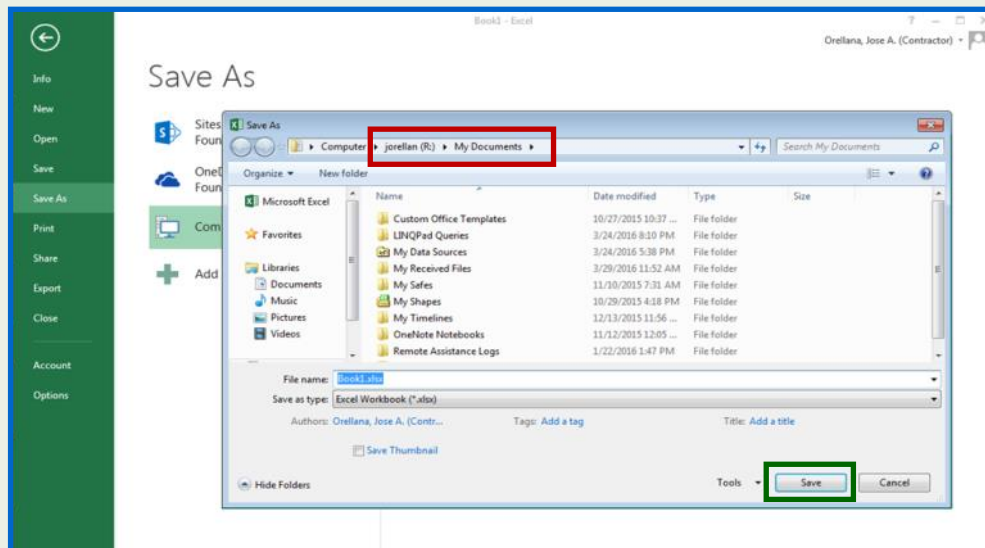 Book1 - Excel
?
Orellana, Jose A. (Contractor)
Info
New
Open
Save
Save As
Print
Share
Export
Close
Account
Options
Save As
Sites
Foun
OneD
Foun
Com
Add
Save As
Computer jorellan (R:) My Documents
Search My Documents
Organize New folder
Microsoft Excel
Favorites
Libraries
Documents
Music
Pictures
Videos
Name Date modified Type Size
Custom Office Templates 10/27/2015 10:37 ... File folder
LINQPad Queries 3/24/2016 8:10 PM File folder
My Data Sources 3/24/2016 5:38 PM File folder
My Received Files 3/29/2016 11:52 AM File folder
My Safes 11/10/2015 7:31 AM File folder
My Shapes 10/29/2015 4:18 PM File folder
My Timelines 12/13/2015 11:56 ... File folder
OneNote Notebooks 11/12/2015 12:05 ... File folder
Remote Assistance Logs 1/22/2016 1:47 PM File folder
File name: Book1.xlsx
Save as type: Excel Workbook (*.xlsx)
Authors: Orellana, Jose A. (Contr... Tags: Add a tag Title: Add a title
Save Thumbnail
Hide Folders Tools Save Cancel